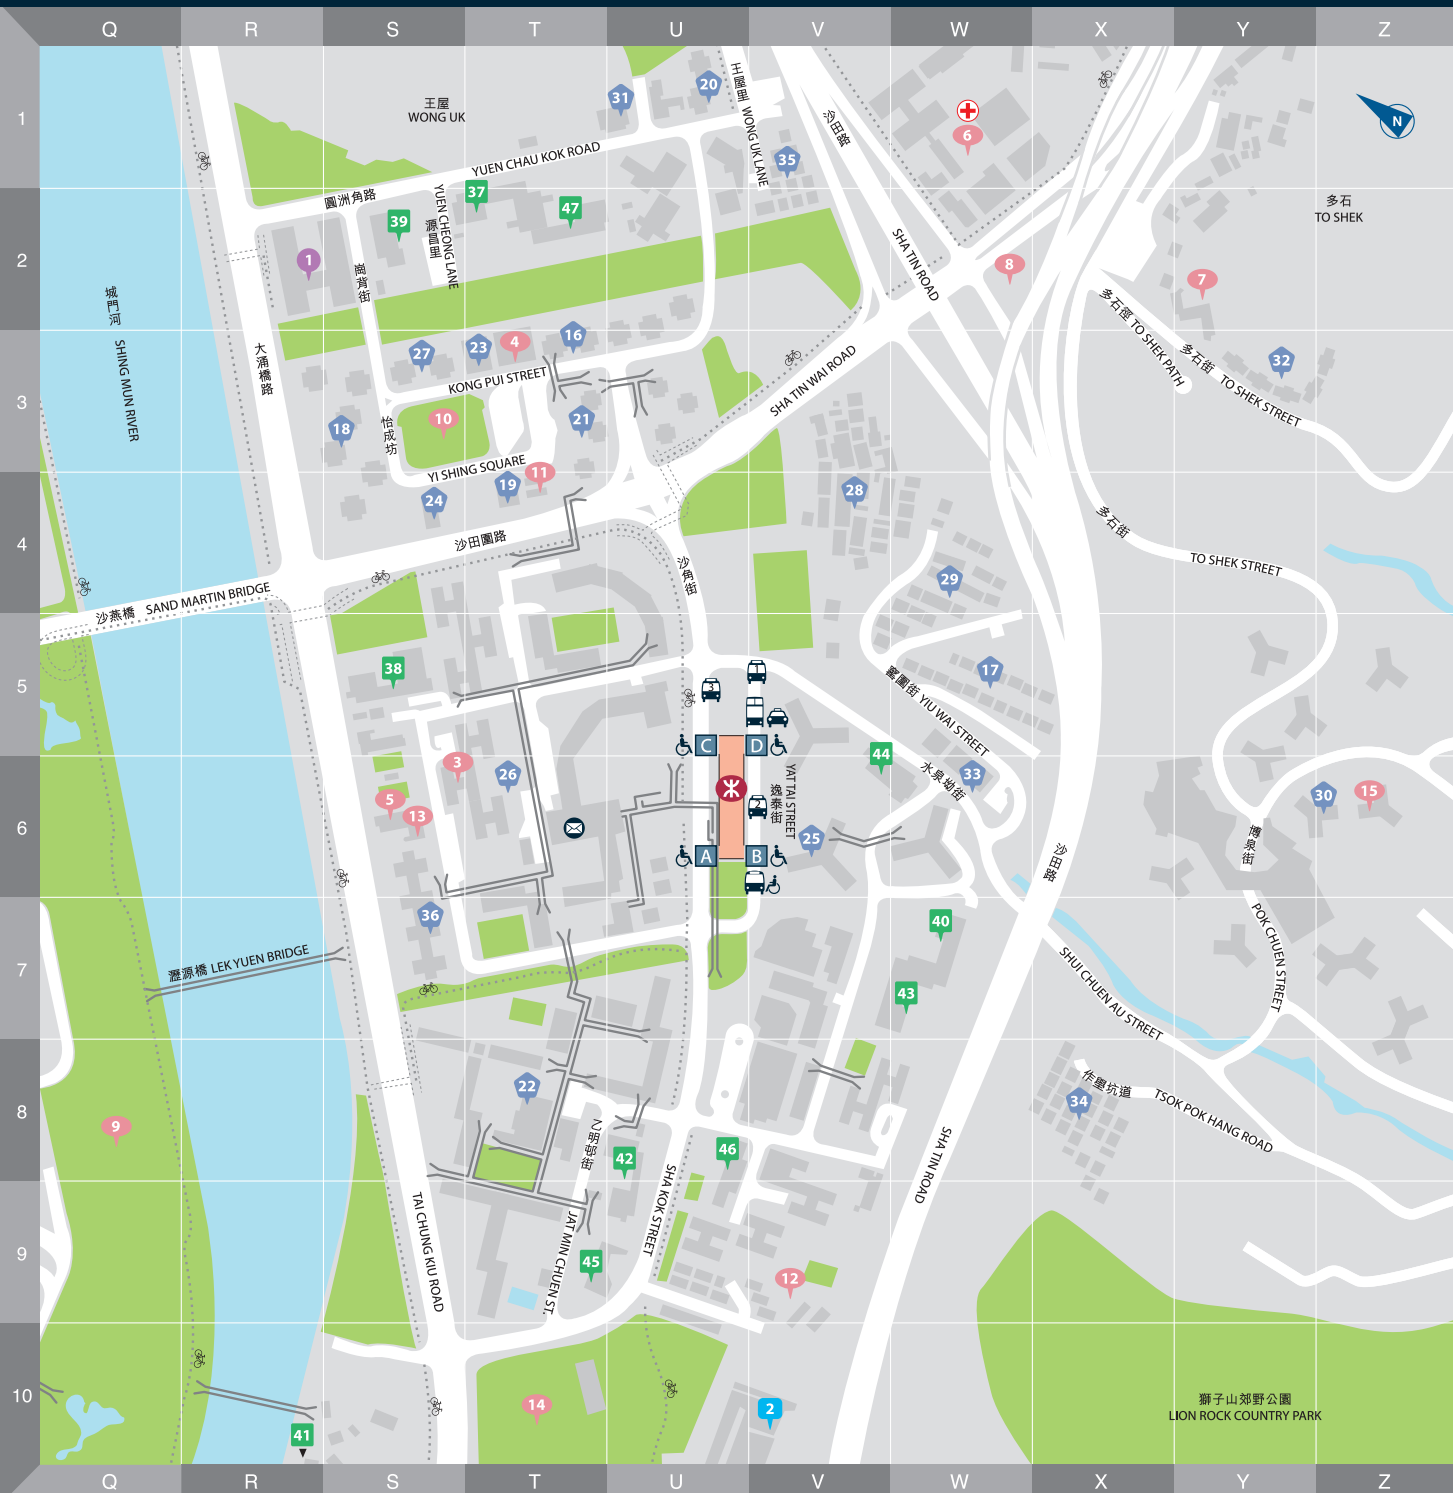 Q R S T U V W X Y Z
1
王屋
WONG UK
31
20
王屋里 WONG UK LANE
沙田路
6
N
YUEN CHAU KOK ROAD
35
圓洲角路
37
39
47
YUEN CHEONG LANE
源昌里
多石
TO SHEK
2
1
崗背街
SHA TIN ROAD
8
7
城門河 SHING MUN RIVER
多石徑 TO SHEK PATH
多石街 TO SHEK STREET
大涌橋路
27
23
4
16
32
3
KONG PUI STREET
SHA TIN WAI ROAD
18
怡成坊
10
21
YI SHING SQUARE
11
24
19
28
4
沙田圍路
多石街
TO SHEK STREET
沙角街
29
沙燕橋 SAND MARTIN BRIDGE
5
38
1
3
17
窰圍街 YIU WAI STREET
C
D
44
3
26
水泉坳街
33
YAT TAI STREET
逸泰街
2
5
13
30
15
6
25
博泉街
A
B
沙田路
36
40
POK CHUEN STREET
7
瀝源橋 LEK YUEN BRIDGE
43
SHUI CHUEN AU STREET
22
作壆坑道
TSOK POK HANG ROAD
34
8
9
乙明邨街
42
46
SHA TIN ROAD
SHA KOK STREET
TAI CHUNG KIU ROAD
JAT MIN CHUEN ST.
9
45
12
10
14
2
41
獅子山郊野公園
LION ROCK COUNTRY PARK
Q R S T U V W X Y Z